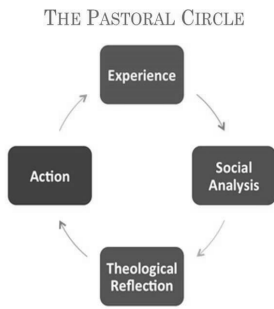 THE PASTORAL CIRCLE
Experience
Social
Analysis
Theological
Reflection
Action